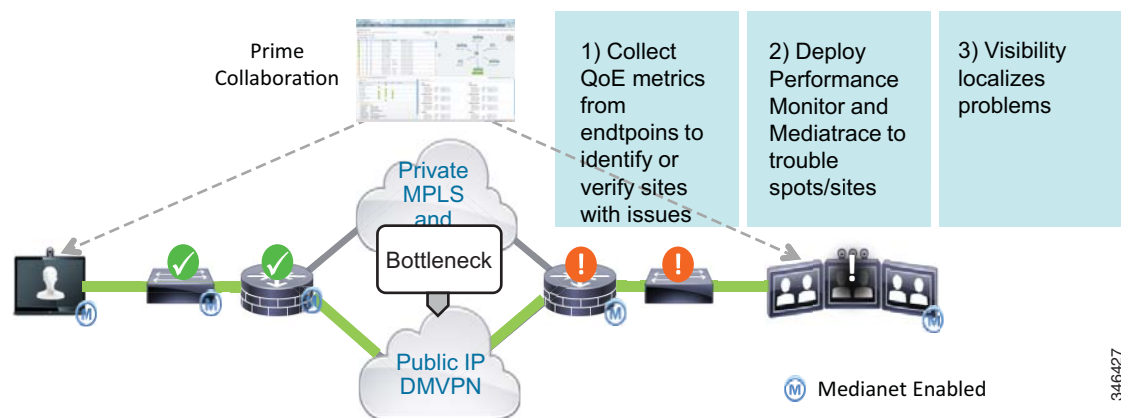 Prime
Collaboration
1) Collect
QoE metrics
from
endtpoins to
identify or
verify sites
with issues
2) Deploy
Performance
Monitor and
Mediatrace to
trouble
spots/sites
3) Visibility
localizes
problems
Private
MPLS
and
Bottleneck
Public IP
DMVPN
M
M
M
M
M
M Medianet Enabled
346427